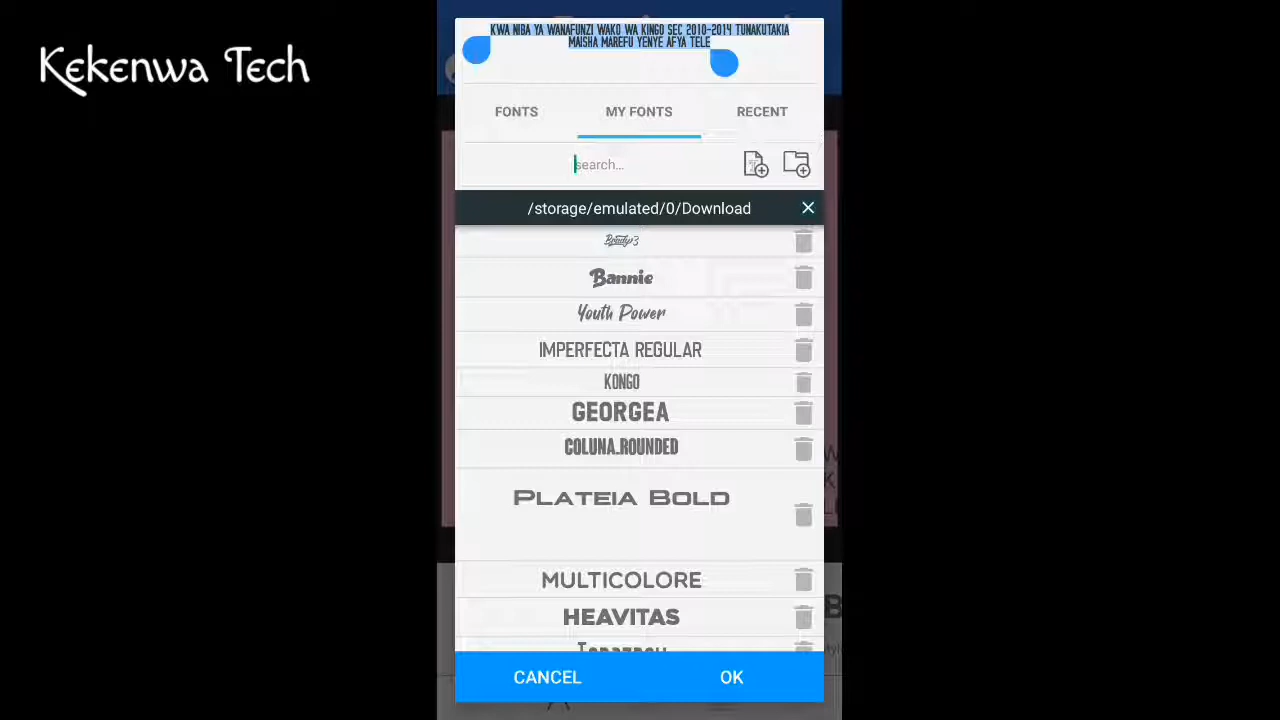 Kekenwa Tech
KWA NIBA YA WANAFUNZI WAKO WA KINGO SEC 2010-2014 TUNAKUTAKIA
MAISHA MAREFU YENYE AFYA TELE
FONTS MY FONTS RECENT
search...
/storage/emulated/0/Download
Bannie
Youth Power
IMPERFECTA REGULAR
KONGO
GEORGEA
COLUNA_ROUNDED
PLATEIA BOLD
MULTICOLORE
HEAVITAS
CANCEL OK